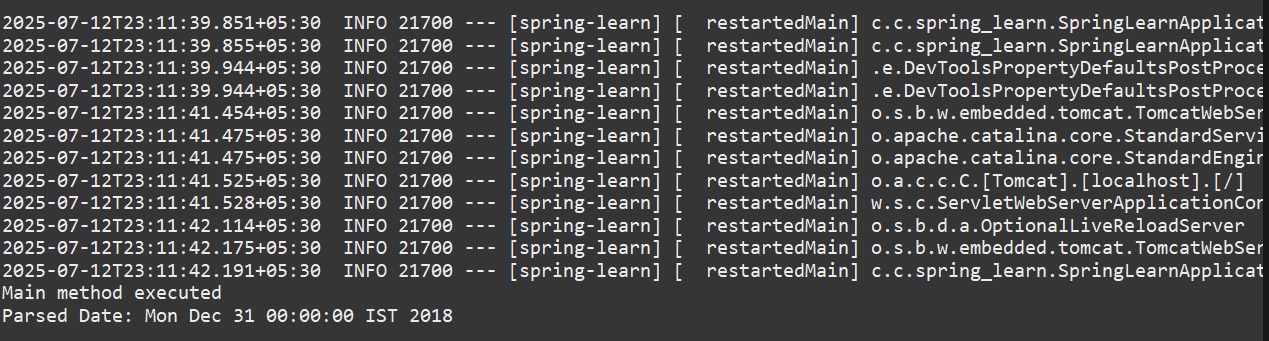 2025-07-12T23:11:39.851+05:30  INFO 21700 --- [spring-learn] [  restartedMain] c.c.spring_learn.SpringLearnApplicat
2025-07-12T23:11:39.855+05:30  INFO 21700 --- [spring-learn] [  restartedMain] c.c.spring_learn.SpringLearnApplicat
2025-07-12T23:11:39.944+05:30  INFO 21700 --- [spring-learn] [  restartedMain] .e.DevToolsPropertyDefaultsPostProce
2025-07-12T23:11:39.944+05:30  INFO 21700 --- [spring-learn] [  restartedMain] .e.DevToolsPropertyDefaultsPostProce
2025-07-12T23:11:41.454+05:30  INFO 21700 --- [spring-learn] [  restartedMain] o.s.b.w.embedded.tomcat.TomcatWebSer
2025-07-12T23:11:41.475+05:30  INFO 21700 --- [spring-learn] [  restartedMain] o.apache.catalina.core.StandardServi
2025-07-12T23:11:41.475+05:30  INFO 21700 --- [spring-learn] [  restartedMain] o.apache.catalina.core.StandardEngin
2025-07-12T23:11:41.525+05:30  INFO 21700 --- [spring-learn] [  restartedMain] o.a.c.c.C.[Tomcat].[localhost].[/]
2025-07-12T23:11:41.528+05:30  INFO 21700 --- [spring-learn] [  restartedMain] w.s.c.ServletWebServerApplicationCon
2025-07-12T23:11:42.114+05:30  INFO 21700 --- [spring-learn] [  restartedMain] o.s.b.d.a.OptionalLiveReloadServer
2025-07-12T23:11:42.175+05:30  INFO 21700 --- [spring-learn] [  restartedMain] o.s.b.w.embedded.tomcat.TomcatWebSer
2025-07-12T23:11:42.191+05:30  INFO 21700 --- [spring-learn] [  restartedMain] c.c.spring_learn.SpringLearnApplicat
Main method executed
Parsed Date: Mon Dec 31 00:00:00 IST 2018